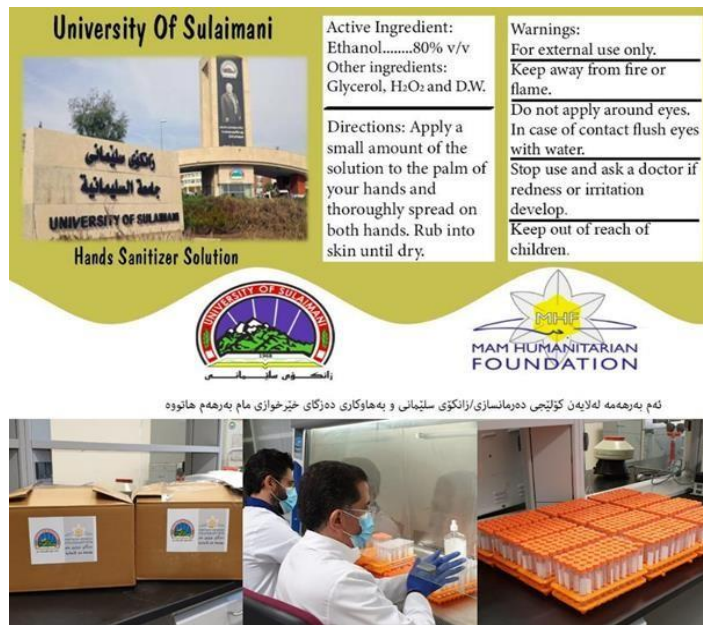 University Of Sulaimani
زانكۆى سلێمانى
جامعة السليمانية
UNIVERSITY OF SULAIMANI
Hands Sanitizer Solution
Active Ingredient:
Ethanol........80% v/v
Other ingredients:
Glycerol, H2O2 and D.W.
Directions: Apply a
small amount of the
solution to the palm of
your hands and
thoroughly spread on
both hands. Rub into
skin until dry.
Warnings:
For external use only.
Keep away from fire or
flame.
Do not apply around eyes.
In case of contact flush eyes
with water.
Stop use and ask a doctor if
redness or irritation
develop.
Keep out of reach of
children.
UNIVERSITY OF SULAIMANI
1968
زانكـــۆى سلێمـــانـــى
MHF
MAM HUMANITARIAN
FOUNDATION
ئەم بەرهەمە لەلایەن کۆلێجی دەرمانسازی/زانکۆی سلێمانی و بەهاوکاری دەزگای خێرخوازی مام بەرهەم هاتووە